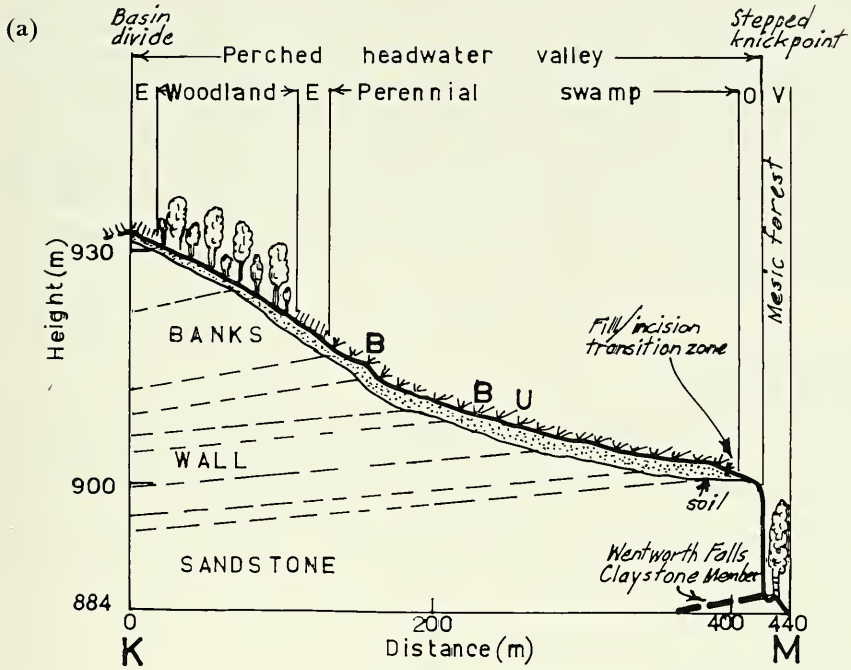 (a)
Basin
divide
Stepped
knickpoint
Perched headwater valley
E Woodland E Perennial swamp O V
Mesic forest
930
Height (m)
BANKS
B
B U
Fill/incision
transition zone
WALL
900
soil
SANDSTONE
Wentworth Falls
Claystone Member
884
0 200 400 440
K Distance (m) M